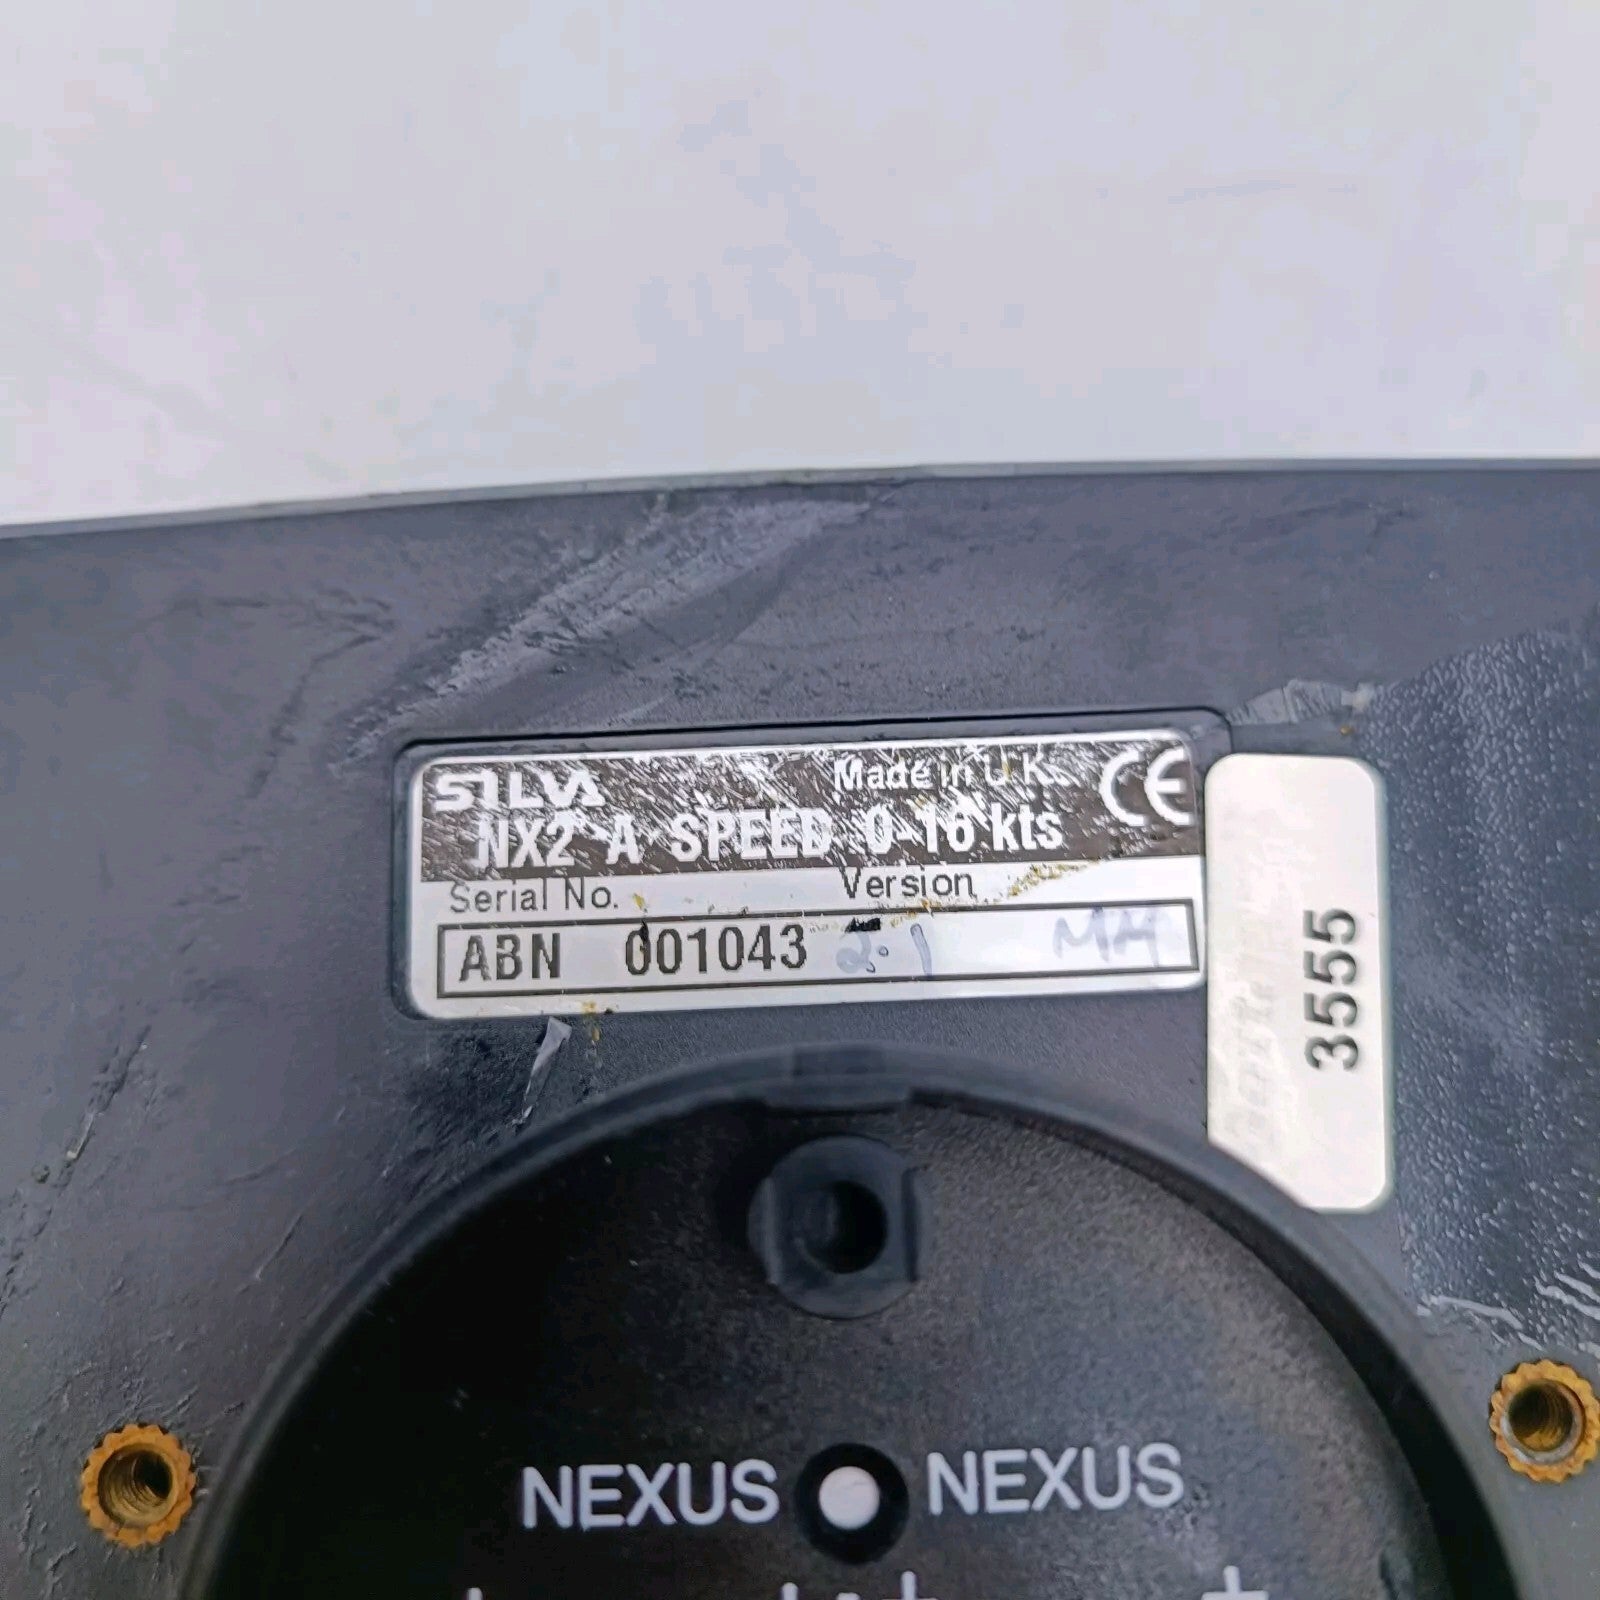 SILVA Made in U.K. CE
NX2 A SPEED 0-16 kts
Serial No. Version
ABN 001043 2.1 MH
3555
NEXUS NEXUS